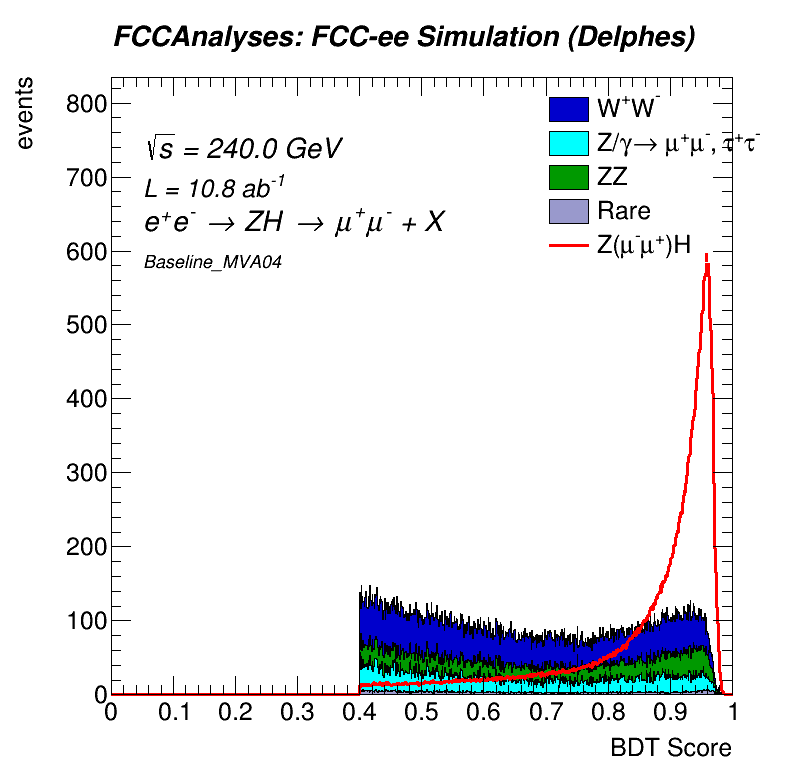 FCCAnalyses: FCC-ee Simulation (Delphes)
events
800
700
600
500
400
300
200
100
0
√s = 240.0 GeV
L = 10.8 ab⁻¹
e⁺e⁻ → ZH → μ⁺μ⁻ + X
Baseline_MVA04
W⁺W⁻
Z/γ→ μ⁺μ⁻, τ⁺τ⁻
ZZ
Rare
Z(μ⁻μ⁺)H
0 0.1 0.2 0.3 0.4 0.5 0.6 0.7 0.8 0.9 1
BDT Score